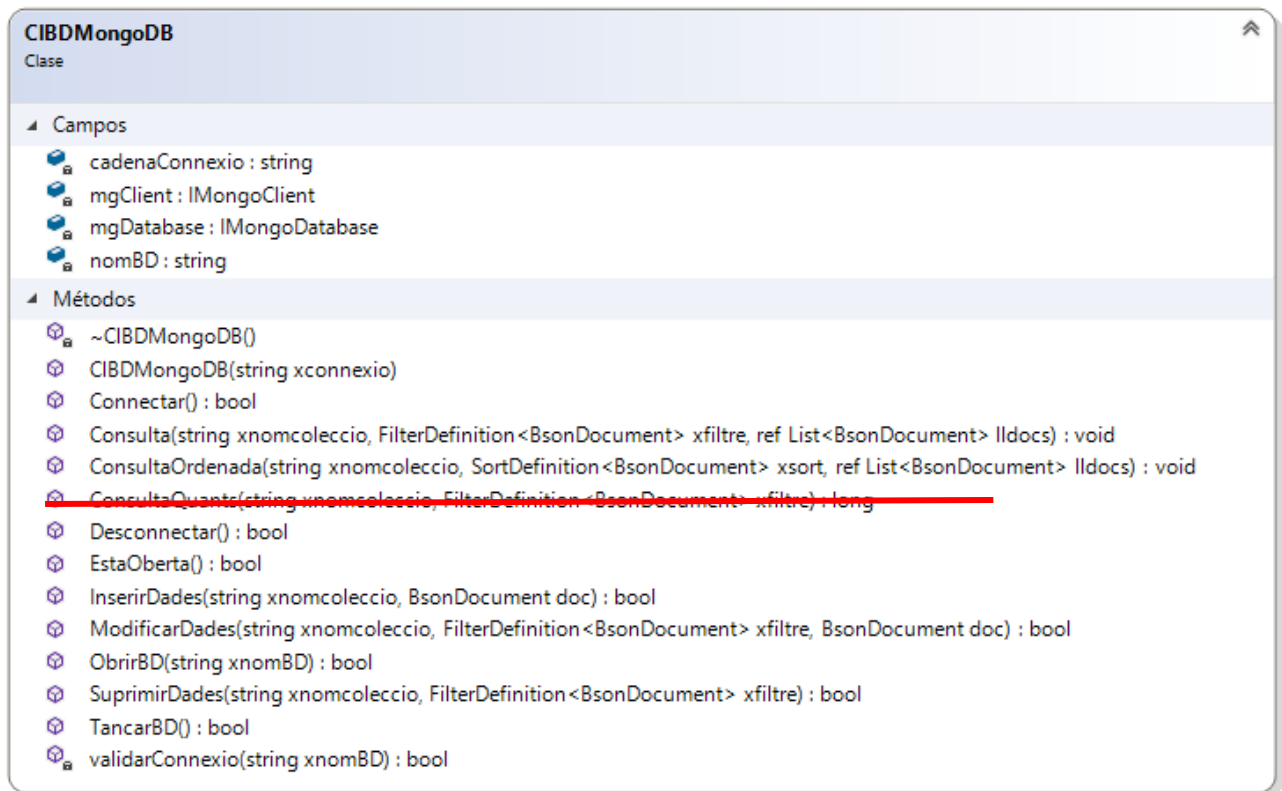 CIBDMongoDB
Clase
Campos
cadenaConnexio : string
mgClient : IMongoClient
mgDatabase : IMongoDatabase
nomBD : string
Métodos
~CIBDMongoDB()
CIBDMongoDB(string xconnexio)
Connectar() : bool
Consulta(string xnomcoleccio, FilterDefinition<BsonDocument> xfiltre, ref List<BsonDocument> lldocs) : void
ConsultaOrdenada(string xnomcoleccio, SortDefinition<BsonDocument> xsort, ref List<BsonDocument> lldocs) : void
ConsultaQuants(string xnomcoleccio, FilterDefinition<BsonDocument> xfiltre) : long
Desconnectar() : bool
EstaOberta() : bool
InserirDades(string xnomcoleccio, BsonDocument doc) : bool
ModificarDades(string xnomcoleccio, FilterDefinition<BsonDocument> xfiltre, BsonDocument doc) : bool
ObrirBD(string xnomBD) : bool
SuprimirDades(string xnomcoleccio, FilterDefinition<BsonDocument> xfiltre) : bool
TancarBD() : bool
validarConnexio(string xnomBD) : bool